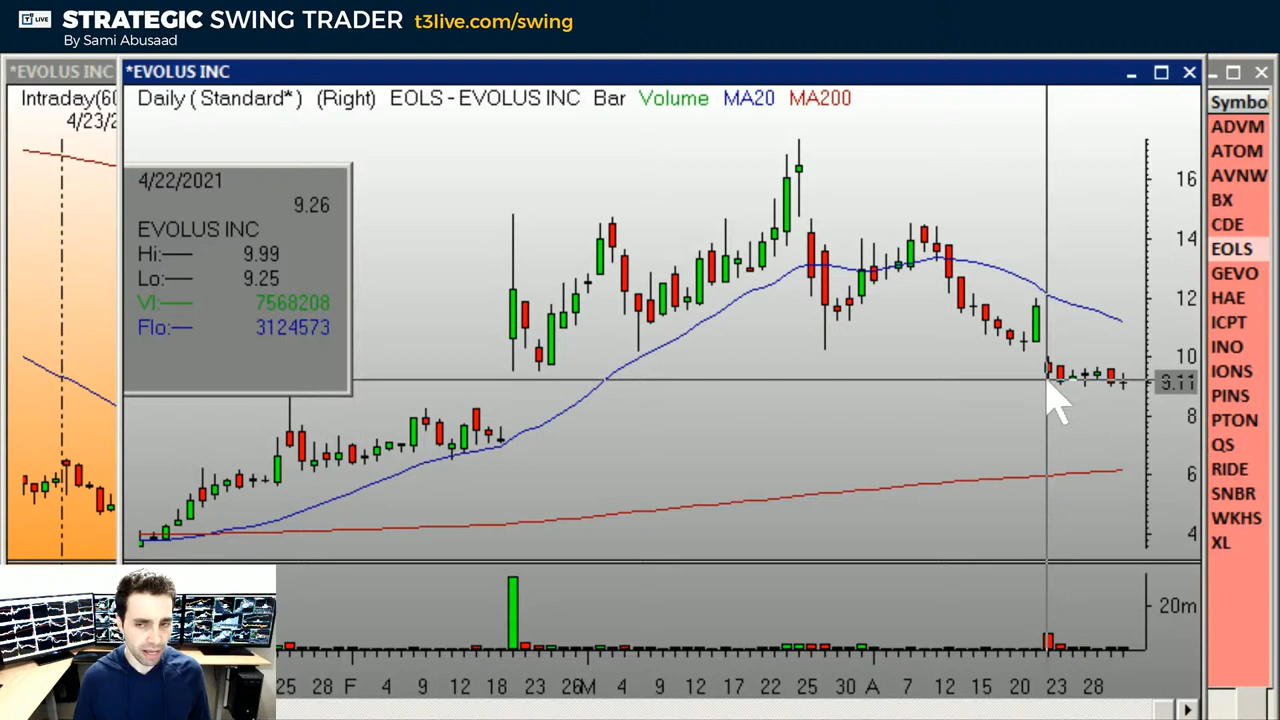 LIVE STRATEGIC SWING TRADER t3live.com/swing
By Sami Abusaad
*EVOLUS INC
*EVOLUS INC
Intraday(60
4/23/2
Daily ( Standard* ) (Right) EOLS - EVOLUS INC Bar Volume MA20 MA200
4/22/2021
9.26
EVOLUS INC
Hi: 9.99
Lo: 9.25
Vl: 7568208
Flo: 3124573
16
14
12
10
9.11
8
6
4
20m
25 28 F 4 9 12 18 23 26 M 4 9 12 17 22 25 30 A 7 12 15 20 23 28
Symbo
ADVM
ATOM
AVNW
BX
CDE
EOLS
GEVO
HAE
ICPT
INO
IONS
PINS
PTON
QS
RIDE
SNBR
WKHS
XL